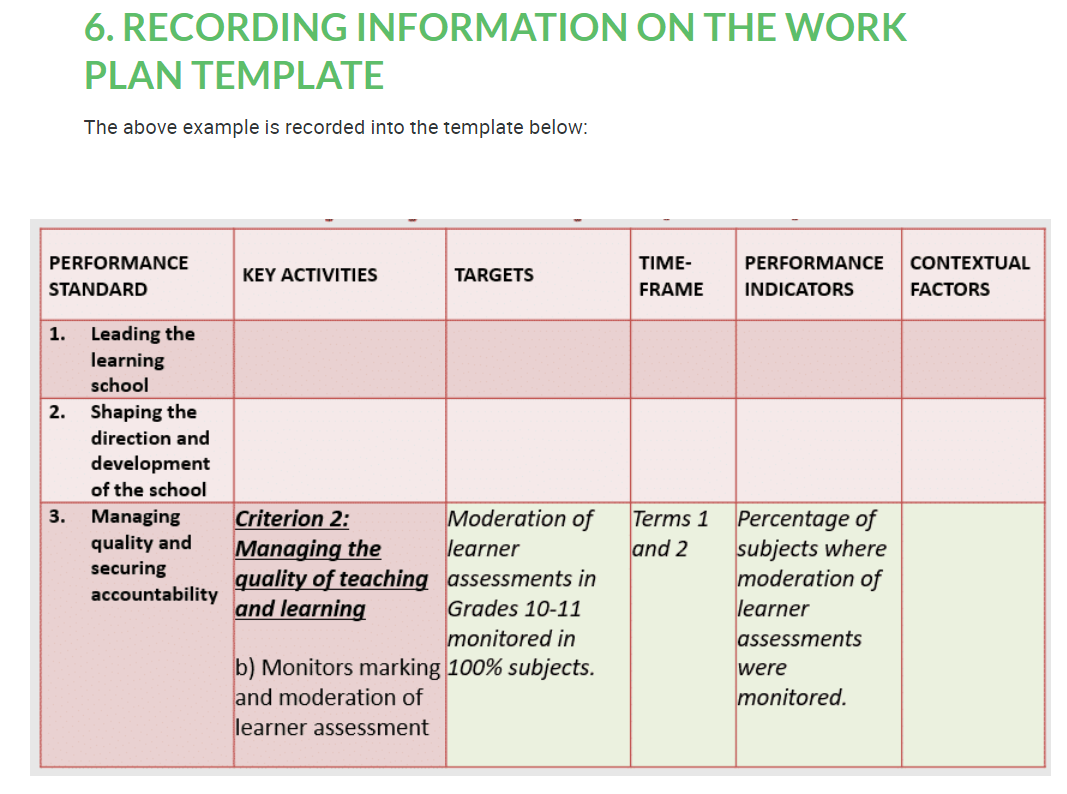 6. RECORDING INFORMATION ON THE WORK
PLAN TEMPLATE
The above example is recorded into the template below:
PERFORMANCE
STANDARD
KEY ACTIVITIES
TARGETS
TIME-
FRAME
PERFORMANCE
INDICATORS
CONTEXTUAL
FACTORS
1. Leading the
learning
school
2. Shaping the
direction and
development
of the school
3. Managing
quality and
securing
accountability
Criterion 2:
Managing the
quality of teaching
and learning
b) Monitors marking
and moderation of
learner assessment
Moderation of
learner
assessments in
Grades 10-11
monitored in
100% subjects.
Terms 1
and 2
Percentage of
subjects where
moderation of
learner
assessments
were
monitored.